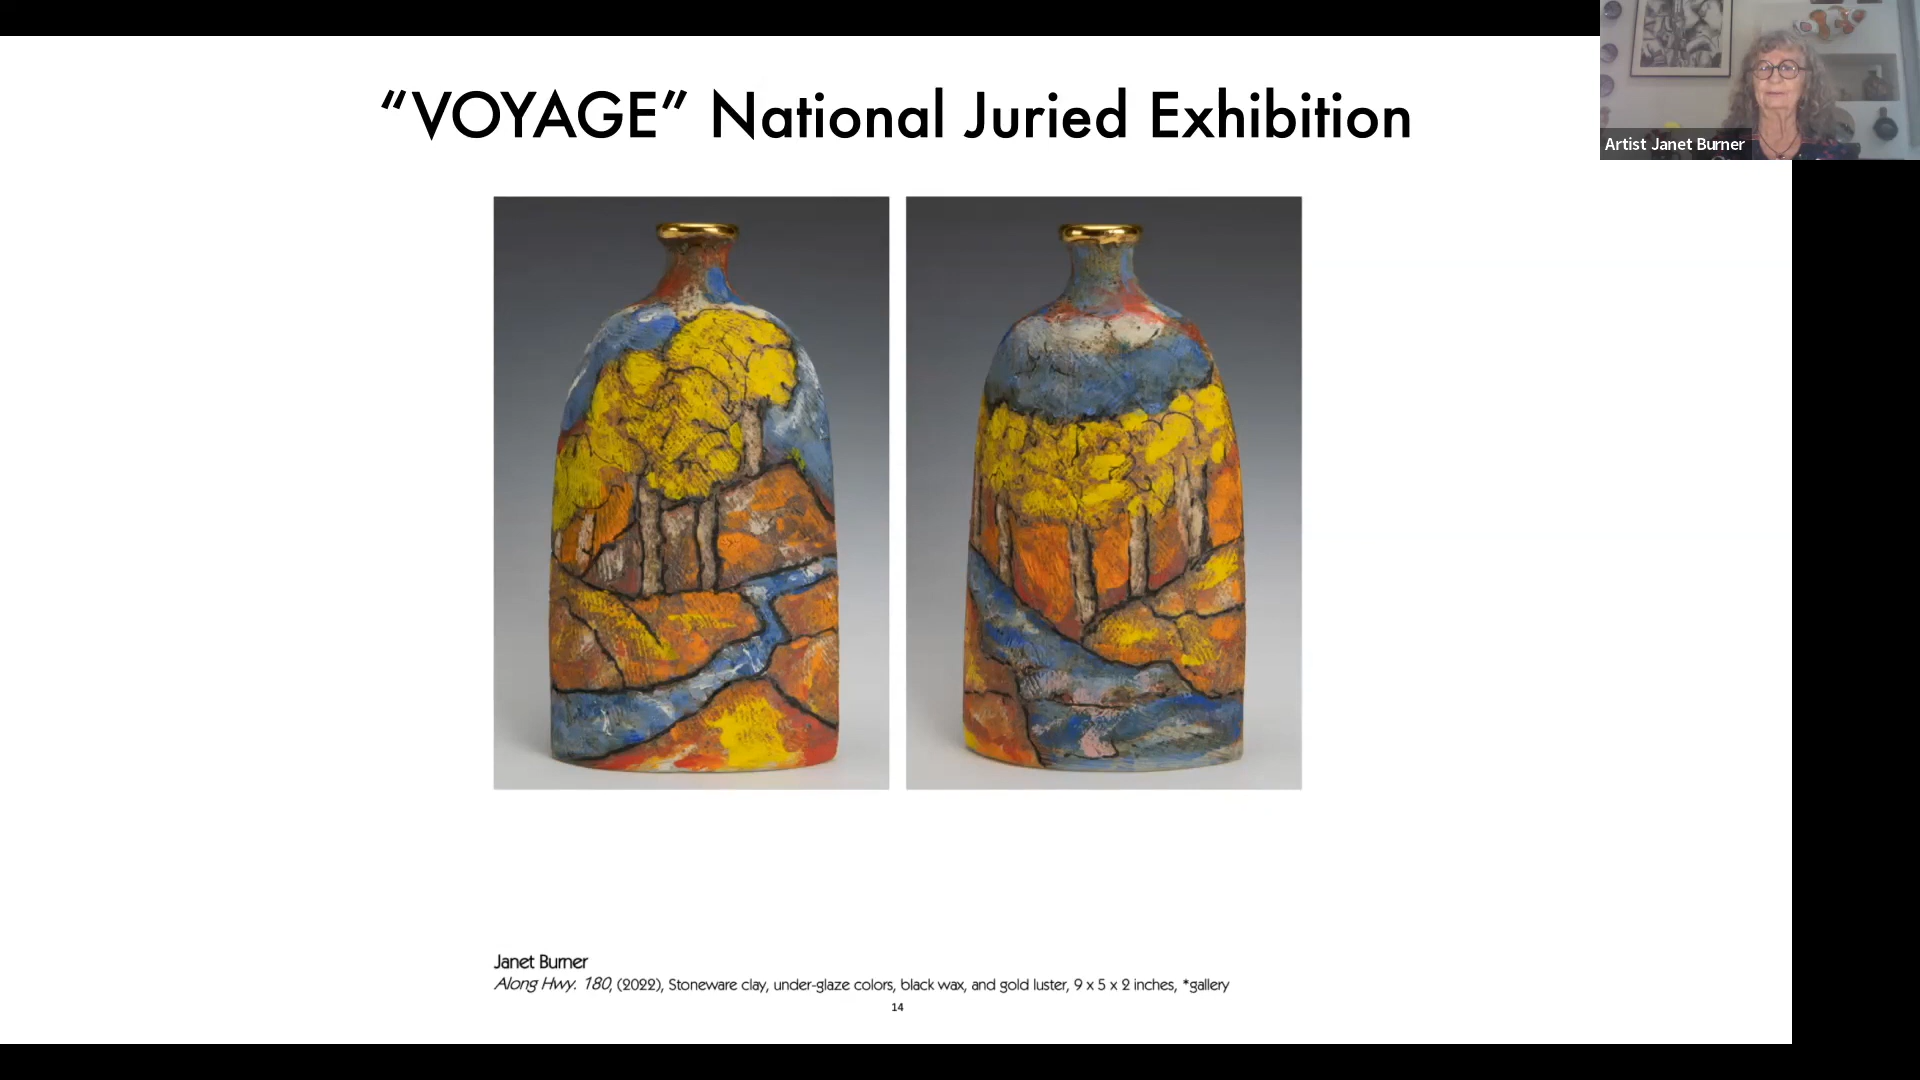 “VOYAGE” National Juried Exhibition
Artist Janet Burner
Janet Burner
Along Hwy. 180, (2022), Stoneware clay, under-glaze colors, black wax, and gold luster, 9 x 5 x 2 inches, *gallery
14